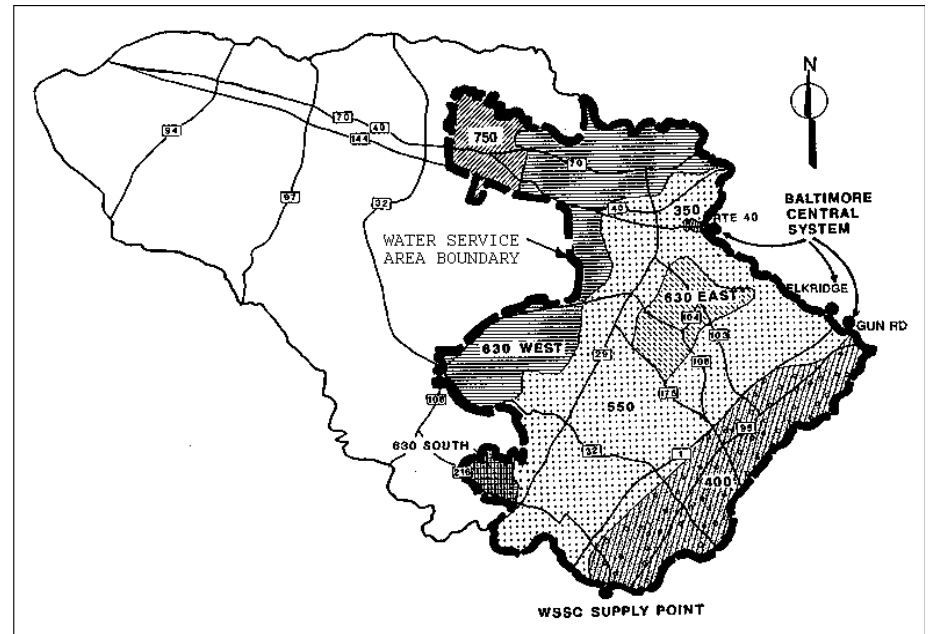 N
94
97
70
40
144
32
750
70
40
350
RTE 40
BALTIMORE
CENTRAL
SYSTEM
WATER SERVICE
AREA BOUNDARY
630 EAST
ELKRIDGE
GUN RD
104
103
108
175
29
630 WEST
108
550
630 SOUTH
216
32
1
95
400
WSSC SUPPLY POINT